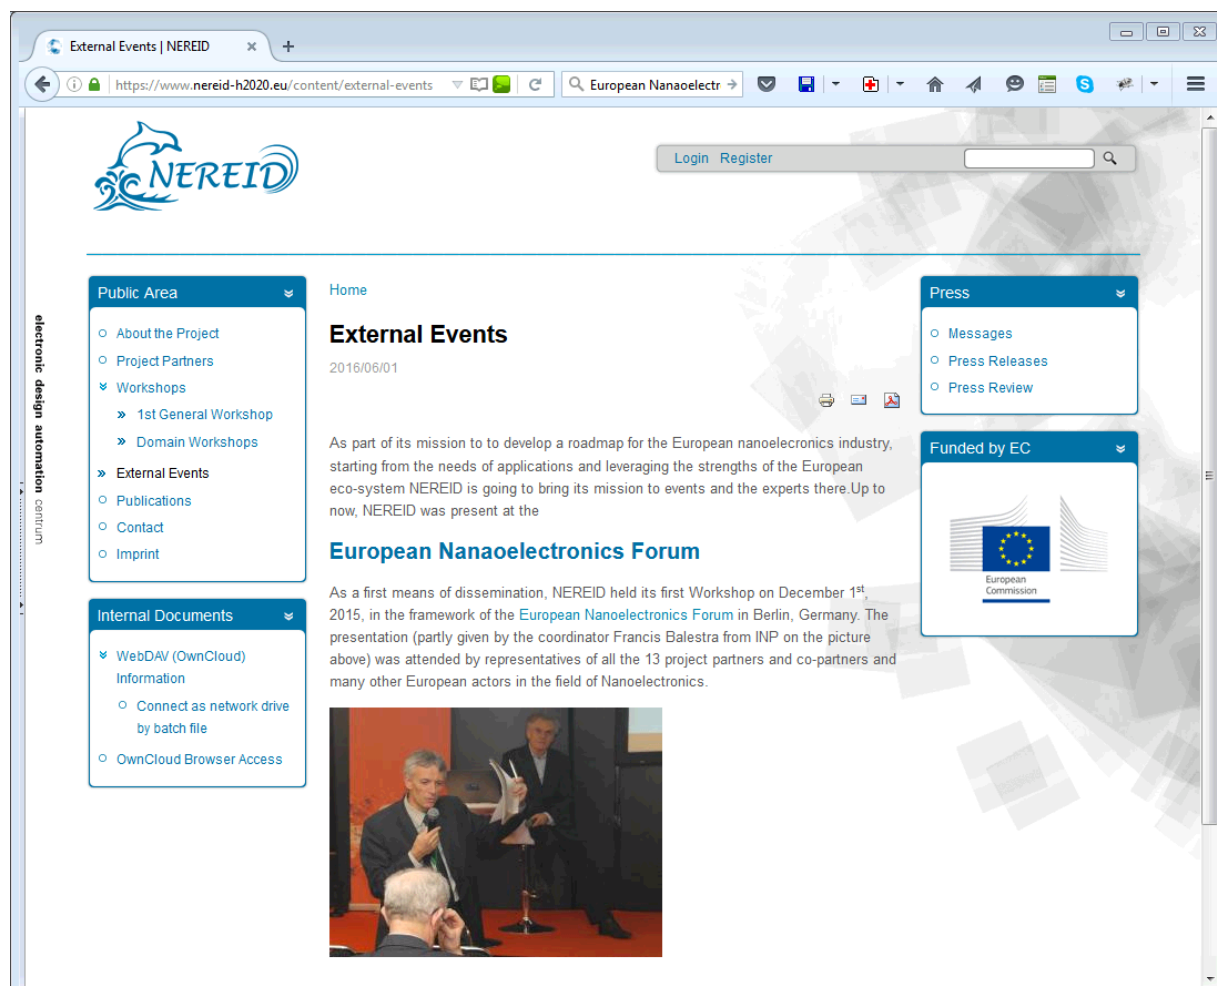 External Events | NEREID
https://www.nereid-h2020.eu/content/external-events
European Nanaoelectr
NEREID
Login Register
electronic design automation centrum
Public Area
About the Project
Project Partners
Workshops
1st General Workshop
Domain Workshops
External Events
Publications
Contact
Imprint
Internal Documents
WebDAV (OwnCloud)
Information
Connect as network drive
by batch file
OwnCloud Browser Access
Home
External Events
2016/06/01
As part of its mission to to develop a roadmap for the European nanoelecronics industry,
starting from the needs of applications and leveraging the strengths of the European
eco-system NEREID is going to bring its mission to events and the experts there.Up to
now, NEREID was present at the
European Nanaoelectronics Forum
As a first means of dissemination, NEREID held its first Workshop on December 1st,
2015, in the framework of the European Nanoelectronics Forum in Berlin, Germany. The
presentation (partly given by the coordinator Francis Balestra from INP on the picture
above) was attended by representatives of all the 13 project partners and co-partners and
many other European actors in the field of Nanoelectronics.
Press
Messages
Press Releases
Press Review
Funded by EC
European
Commission